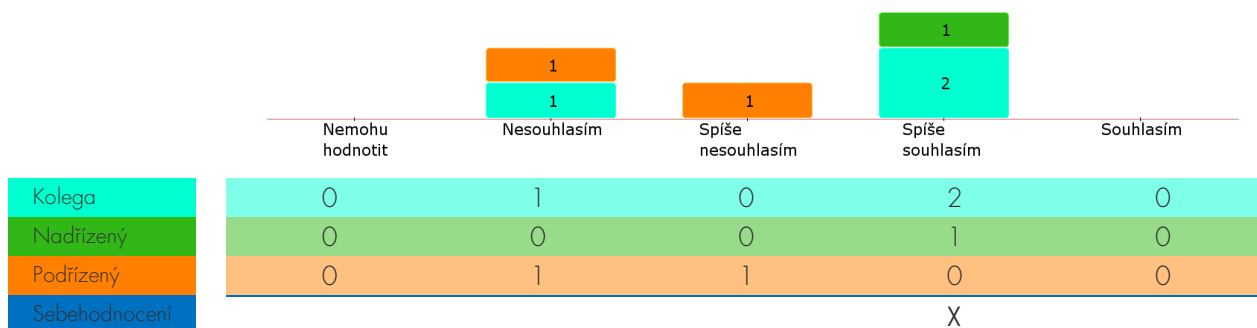 1
1
1
1
2
Nemohu
hodnotit
Nesouhlasím
Spíše
nesouhlasím
Spíše
souhlasím
Souhlasím
Kolega 0 1 0 2 0
Nadřízený 0 0 0 1 0
Podřízený 0 1 1 0 0
Sebehodnocení X